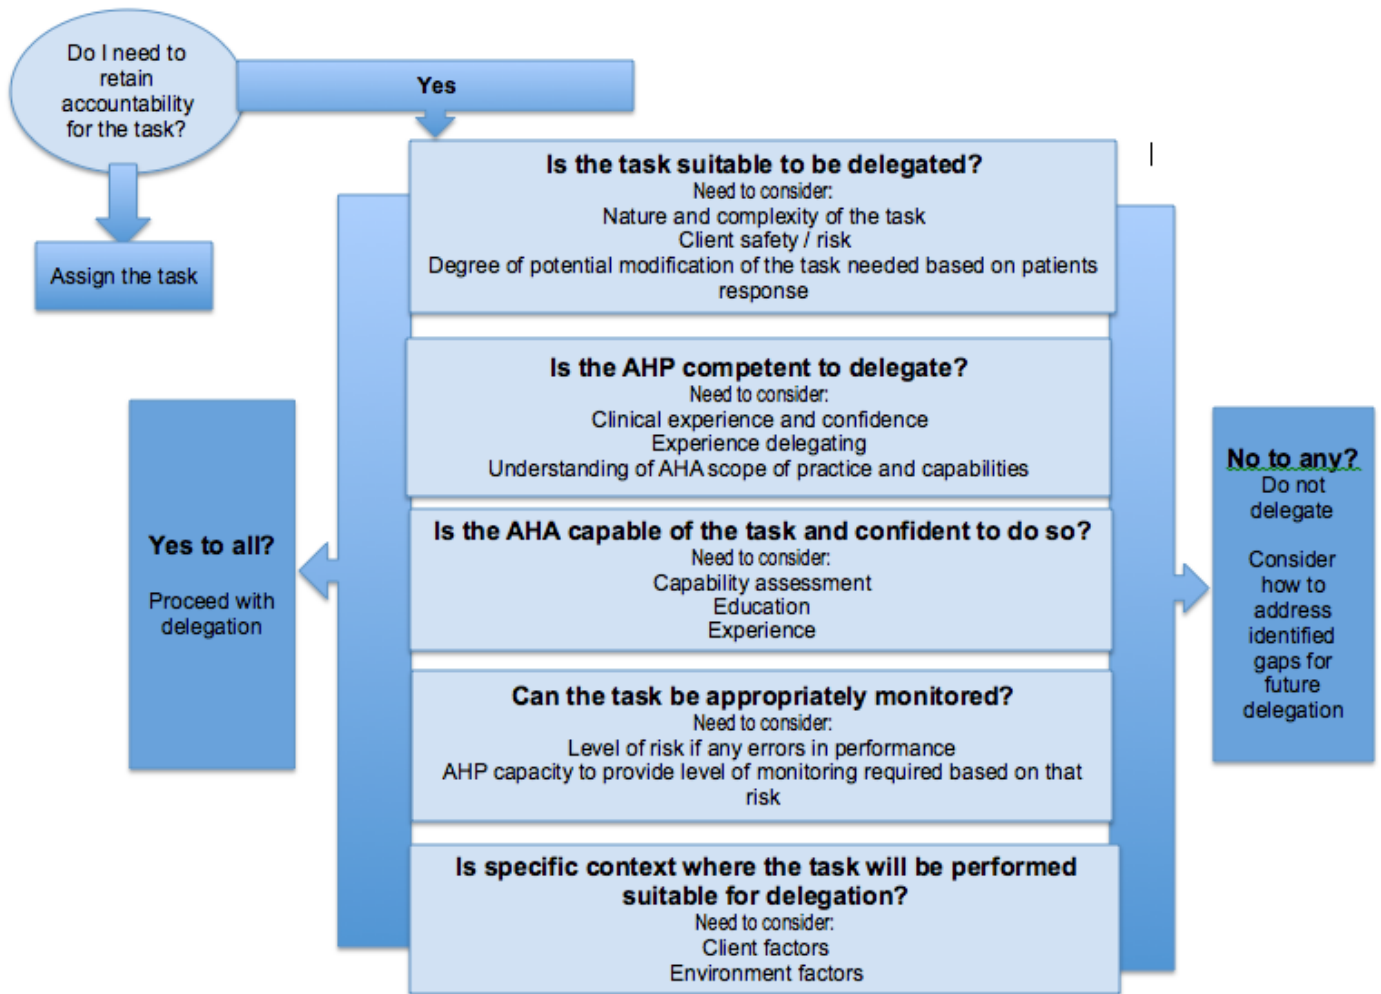 Do I need to
retain
accountability
for the task?
Yes
Assign the task
Is the task suitable to be delegated?
Need to consider:
Nature and complexity of the task
Client safety / risk
Degree of potential modification of the task needed based on patients
response
Is the AHP competent to delegate?
Need to consider:
Clinical experience and confidence
Experience delegating
Understanding of AHA scope of practice and capabilities
Is the AHA capable of the task and confident to do so?
Need to consider:
Capability assessment
Education
Experience
Can the task be appropriately monitored?
Need to consider:
Level of risk if any errors in performance
AHP capacity to provide level of monitoring required based on that
risk
Is specific context where the task will be performed
suitable for delegation?
Need to consider:
Client factors
Environment factors
Yes to all?
Proceed with
delegation
No to any?
Do not
delegate
Consider
how to
address
identified
gaps for
future
delegation